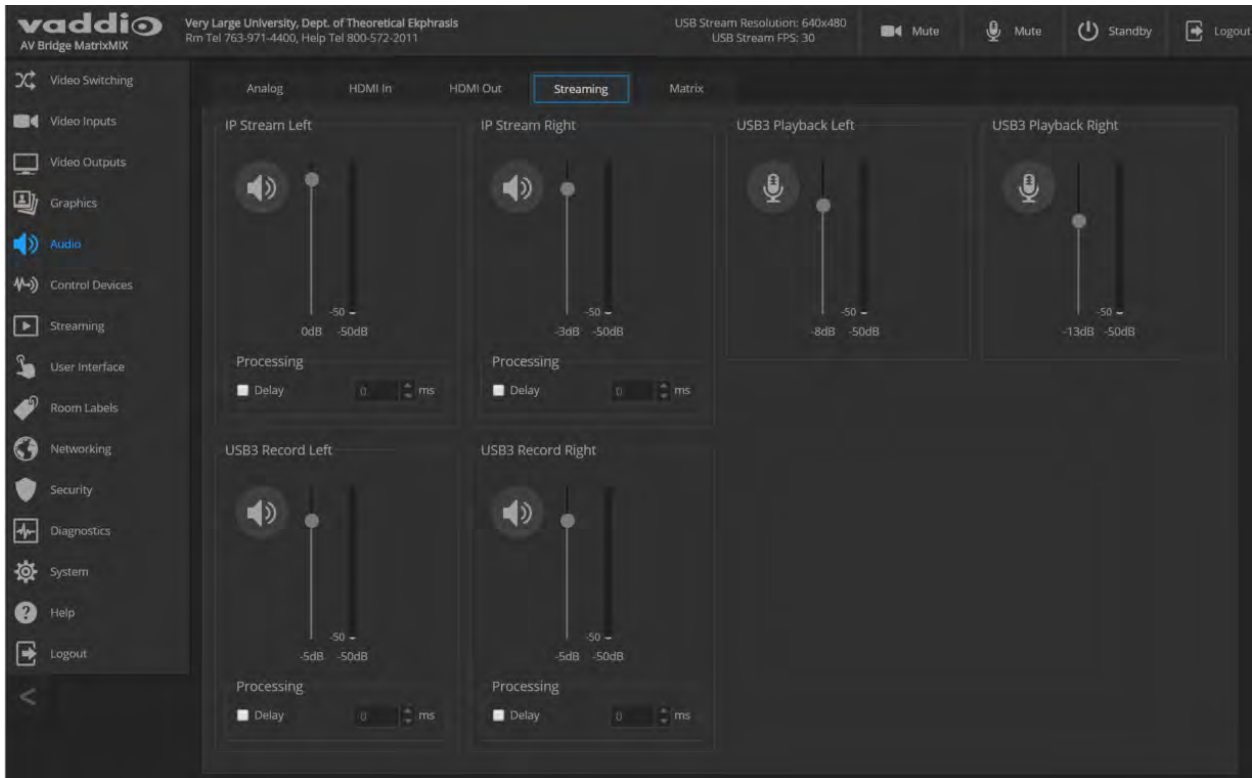 vaddio
AV Bridge MatrixMIX
Very Large University, Dept. of Theoretical Ekphrasis
Rm Tel 763-971-4400, Help Tel 800-572-2011
USB Stream Resolution: 640x480
USB Stream FPS: 30
Mute
Mute
Standby
Logout
Video Switching
Video Inputs
Video Outputs
Graphics
Audio
Control Devices
Streaming
User Interface
Room Labels
Networking
Security
Diagnostics
System
Help
Logout
<
Analog
HDMI In
HDMI Out
Streaming
Matrix
IP Stream Left
-50
0dB -50dB
Processing
Delay 0 ms
IP Stream Right
-50
-3dB -50dB
Processing
Delay 0 ms
USB3 Playback Left
-50
-8dB -50dB
USB3 Playback Right
-50
-13dB -50dB
USB3 Record Left
-50
-5dB -50dB
Processing
Delay 0 ms
USB3 Record Right
-50
-5dB -50dB
Processing
Delay 0 ms